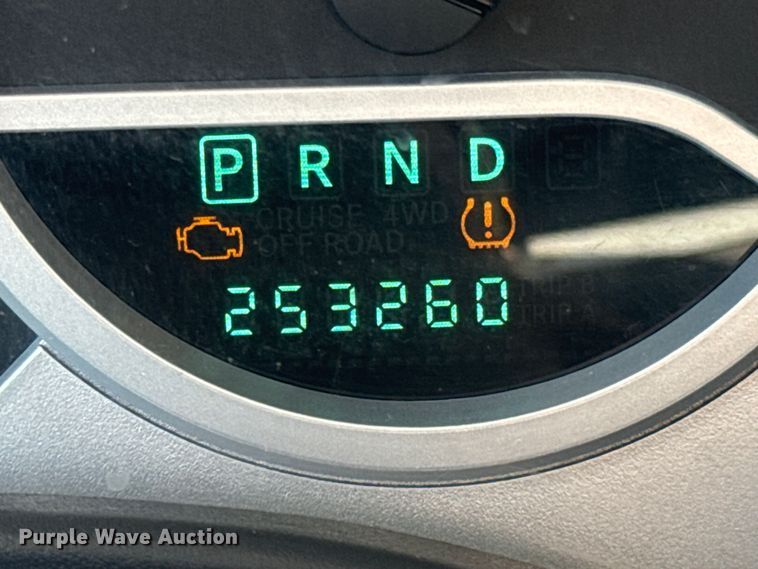 P R N D
CRUISE 4WD
OFF ROAD
253260
TRIP B
TRIP A
Purple Wave Auction